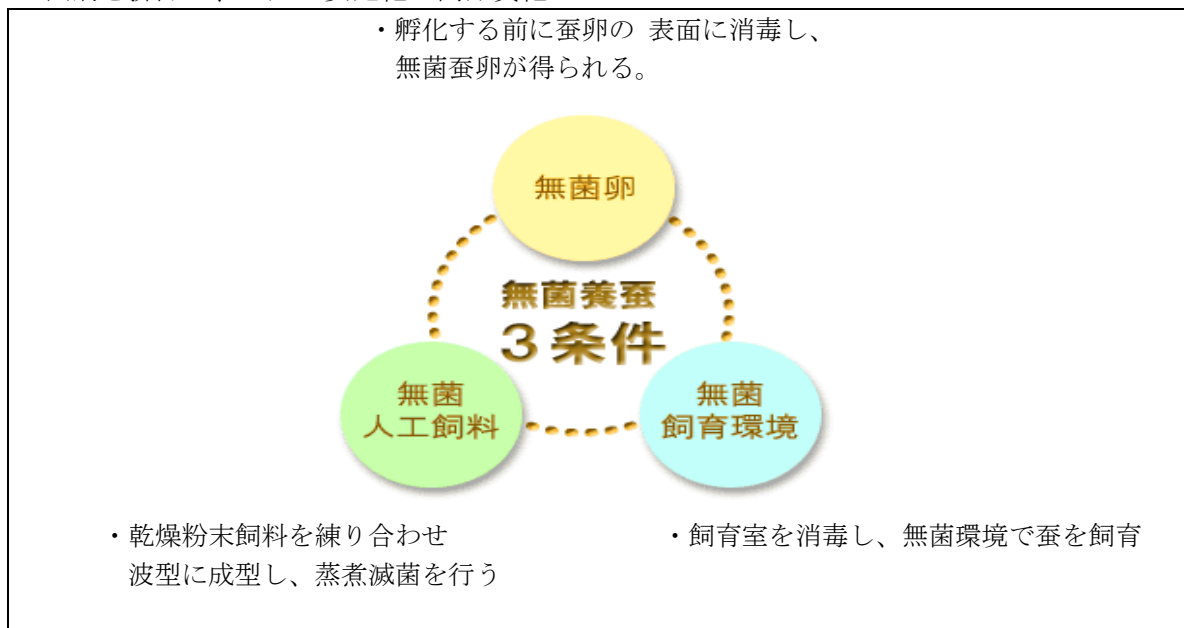 ・孵化する前に蚕卵の 表面に消毒し、
無菌蚕卵が得られる。
無菌卵
無菌養蚕
3条件
無菌
人工飼料
無菌
飼育環境
・乾燥粉末飼料を練り合わせ
波型に成型し、蒸煮滅菌を行う
・飼育室を消毒し、無菌環境で蚕を飼育